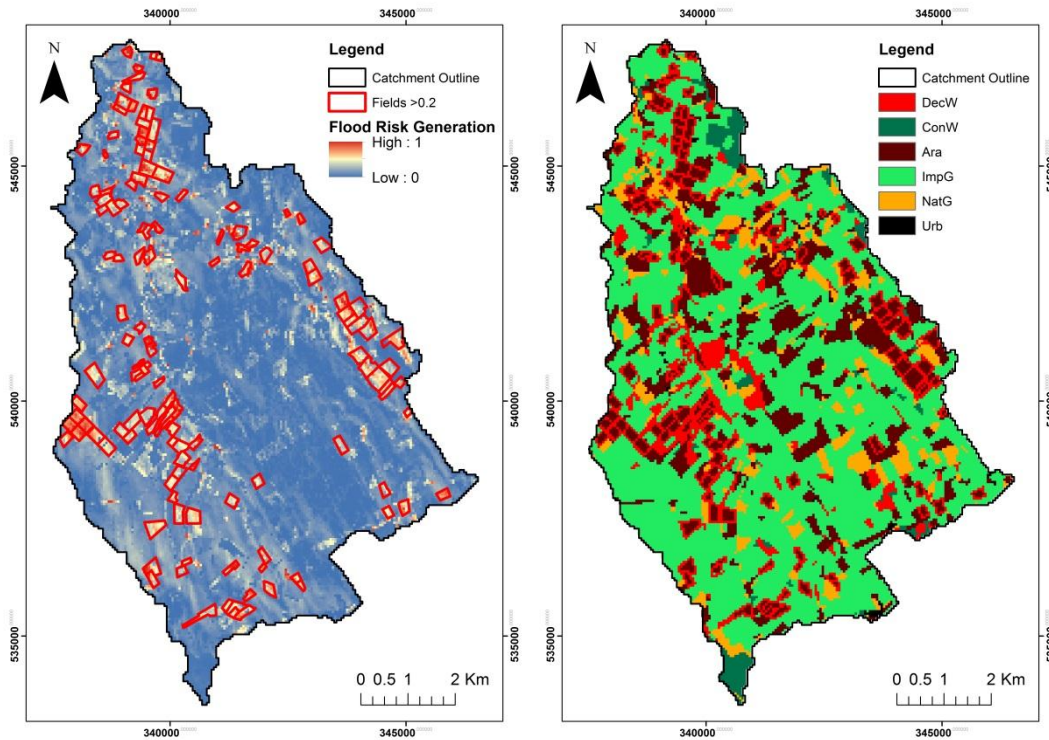 340000
345000
N
Legend
Catchment Outline
Fields >0.2
Flood Risk Generation
High : 1
Low : 0
545000
540000
535000
0 0.5 1 2 Km
340000
345000
340000
345000
N
Legend
Catchment Outline
DecW
ConW
Ara
ImpG
NatG
Urb
545000
540000
535000
0 0.5 1 2 Km
340000
345000